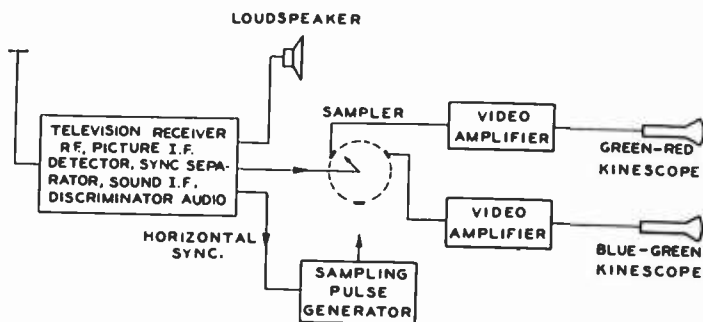 LOUDSPEAKER
TELEVISION RECEIVER
RF, PICTURE I.F.
DETECTOR, SYNC SEPA-
RATOR, SOUND I.F.
DISCRIMINATOR AUDIO
SAMPLER
VIDEO
AMPLIFIER
GREEN-RED
KINESCOPE
HORIZONTAL
SYNC.
SAMPLING
PULSE
GENERATOR
VIDEO
AMPLIFIER
BLUE-GREEN
KINESCOPE